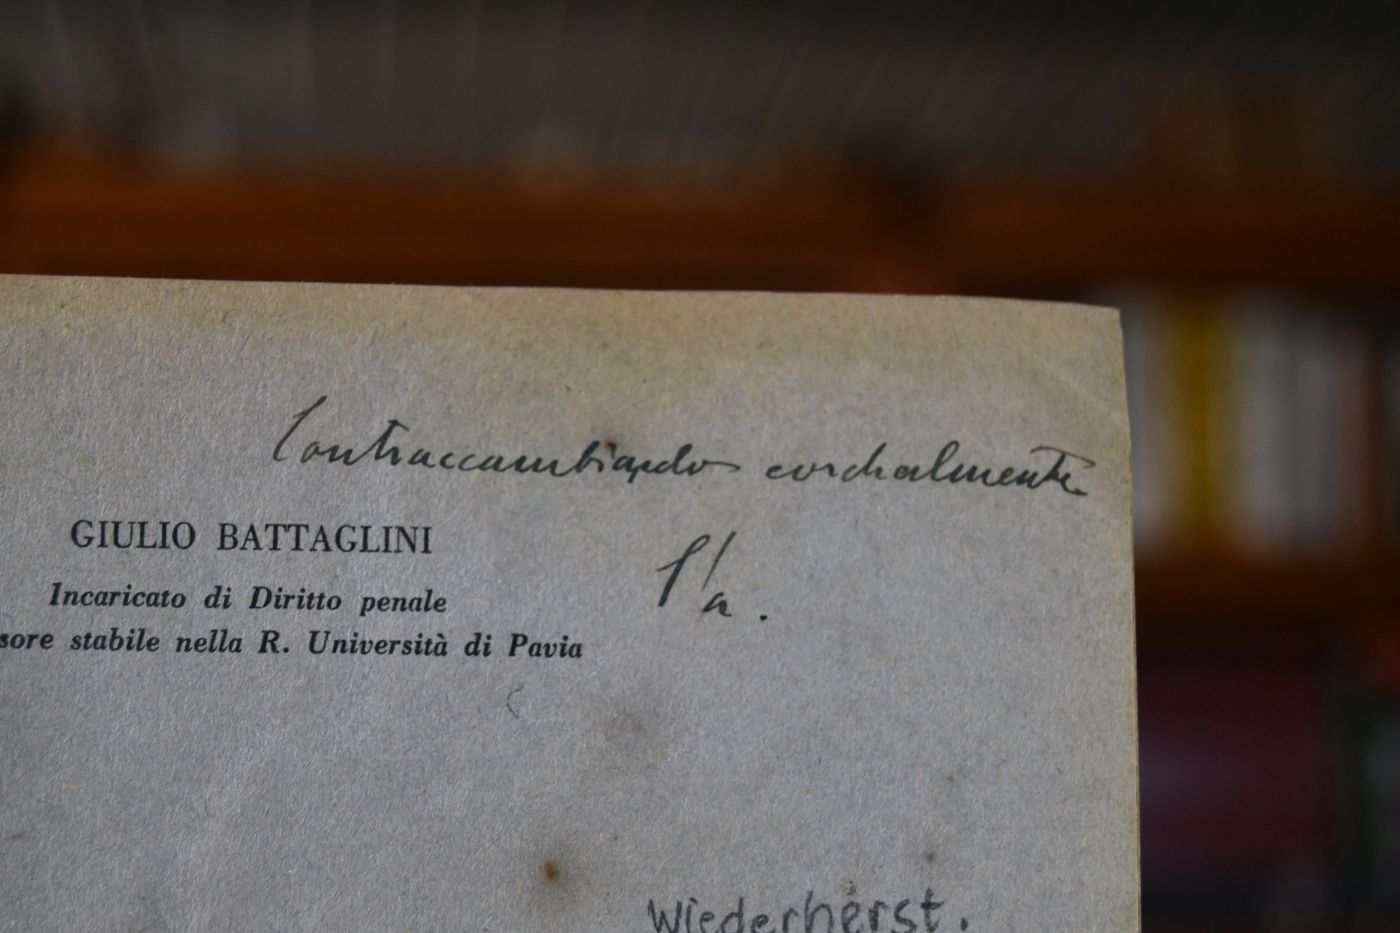 Contraccambiando cordialmente
l'a.
GIULIO BATTAGLINI
Incaricato di Diritto penale
sore stabile nella R. Università di Pavia
Wiederherst.